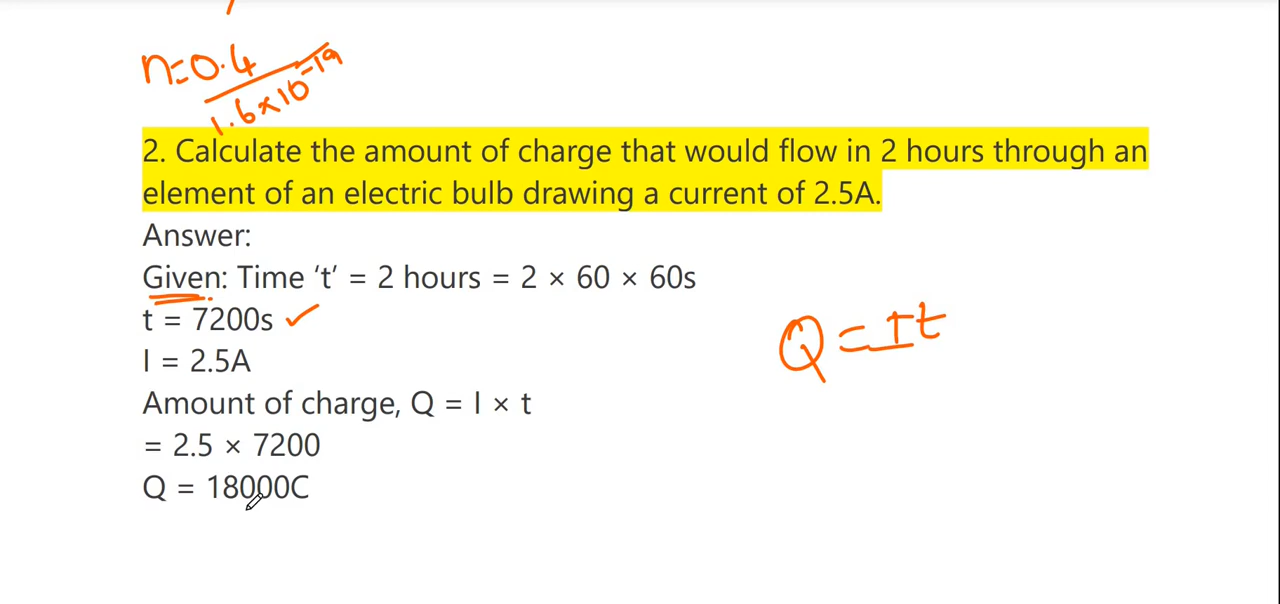 n=0.4
1.6×10-19
2. Calculate the amount of charge that would flow in 2 hours through an
element of an electric bulb drawing a current of 2.5A.
Answer:
Given: Time ‘t’ = 2 hours = 2 × 60 × 60s
t = 7200s
Q = It
I = 2.5A
Amount of charge, Q = I × t
= 2.5 × 7200
Q = 18000C